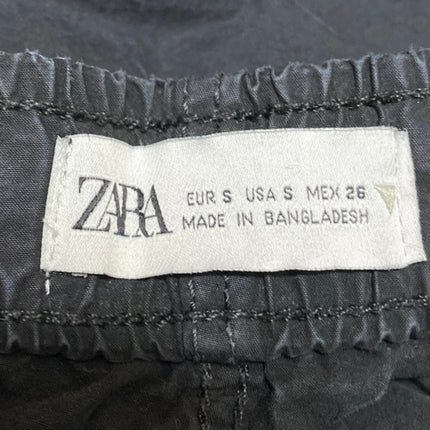 ZARA
EUR S USA S MEX 26
MADE IN BANGLADESH